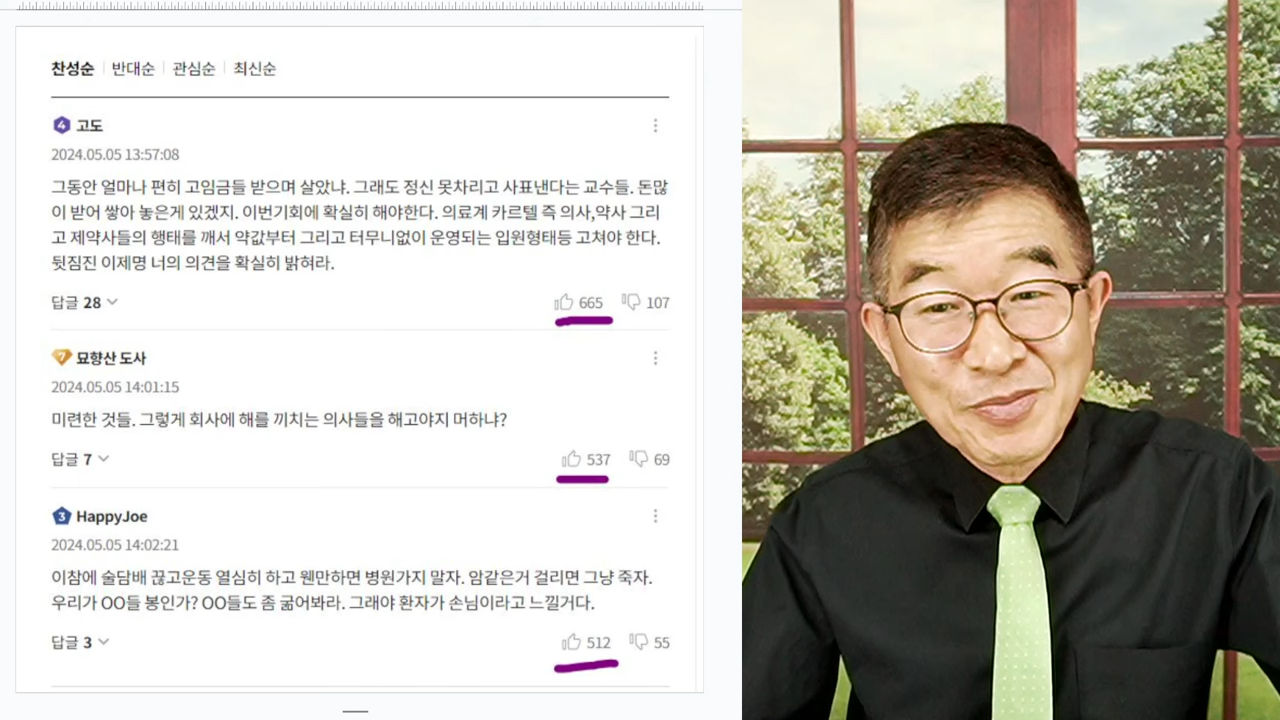 찬성순 반대순 관심순 최신순
4 고도
2024.05.05 13:57:08
그동안 얼마나 편히 고임금들 받으며 살았냐. 그래도 정신 못차리고 사표낸다는 교수들. 돈많
이 받어 쌓아 놓은게 있겠지. 이번기회에 확실히 해야한다. 의료계 카르텔 즉 의사,약사 그리
고 제약사들의 행태를 깨서 약값부터 그리고 터무니없이 운영되는 입원형태등 고쳐야 한다.
뒷짐진 이제명 너의 의견을 확실히 밝혀라.
답글 28 665 107
7 묘향산 도사
2024.05.05 14:01:15
미련한 것들. 그렇게 회사에 해를 끼치는 의사들을 해고야지 머하냐?
답글 7 537 69
3 HappyJoe
2024.05.05 14:02:21
이참에 술담배 끊고운동 열심히 하고 웬만하면 병원가지 말자. 암같은거 걸리면 그냥 죽자.
우리가 OO들 봉인가? OO들도 좀 굶어봐라. 그래야 환자가 손님이라고 느낄거다.
답글 3 512 55